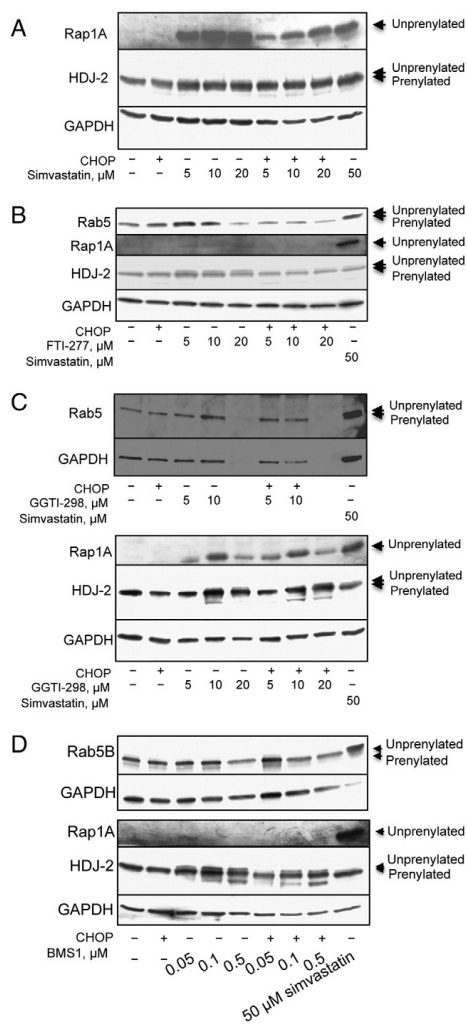 A
Rap1A
Unprenylated
HDJ-2
Unprenylated
Prenylated
GAPDH
CHOP – + – – – + + + –
Simvastatin, µM – – 5 10 20 5 10 20 50
B
Rab5
Unprenylated
Prenylated
Rap1A
Unprenylated
HDJ-2
Unprenylated
Prenylated
GAPDH
CHOP – + – – – + + + –
FTI-277, µM – – 5 10 20 5 10 20
Simvastatin, µM 50
C
Rab5
Unprenylated
Prenylated
GAPDH
CHOP – + – – + + –
GGTI-298, µM – – 5 10 5 10
Simvastatin, µM 50
Rap1A
Unprenylated
HDJ-2
Unprenylated
Prenylated
GAPDH
CHOP – + – – – + + + –
GGTI-298, µM – – 5 10 20 5 10 20
Simvastatin, µM 50
D
Rab5B
Unprenylated
Prenylated
GAPDH
Rap1A
Unprenylated
HDJ-2
Unprenylated
Prenylated
GAPDH
CHOP – + – – – + + + –
BMS1, µM – – 0.05 0.1 0.5 0.05 0.1 0.5
50 µM simvastatin